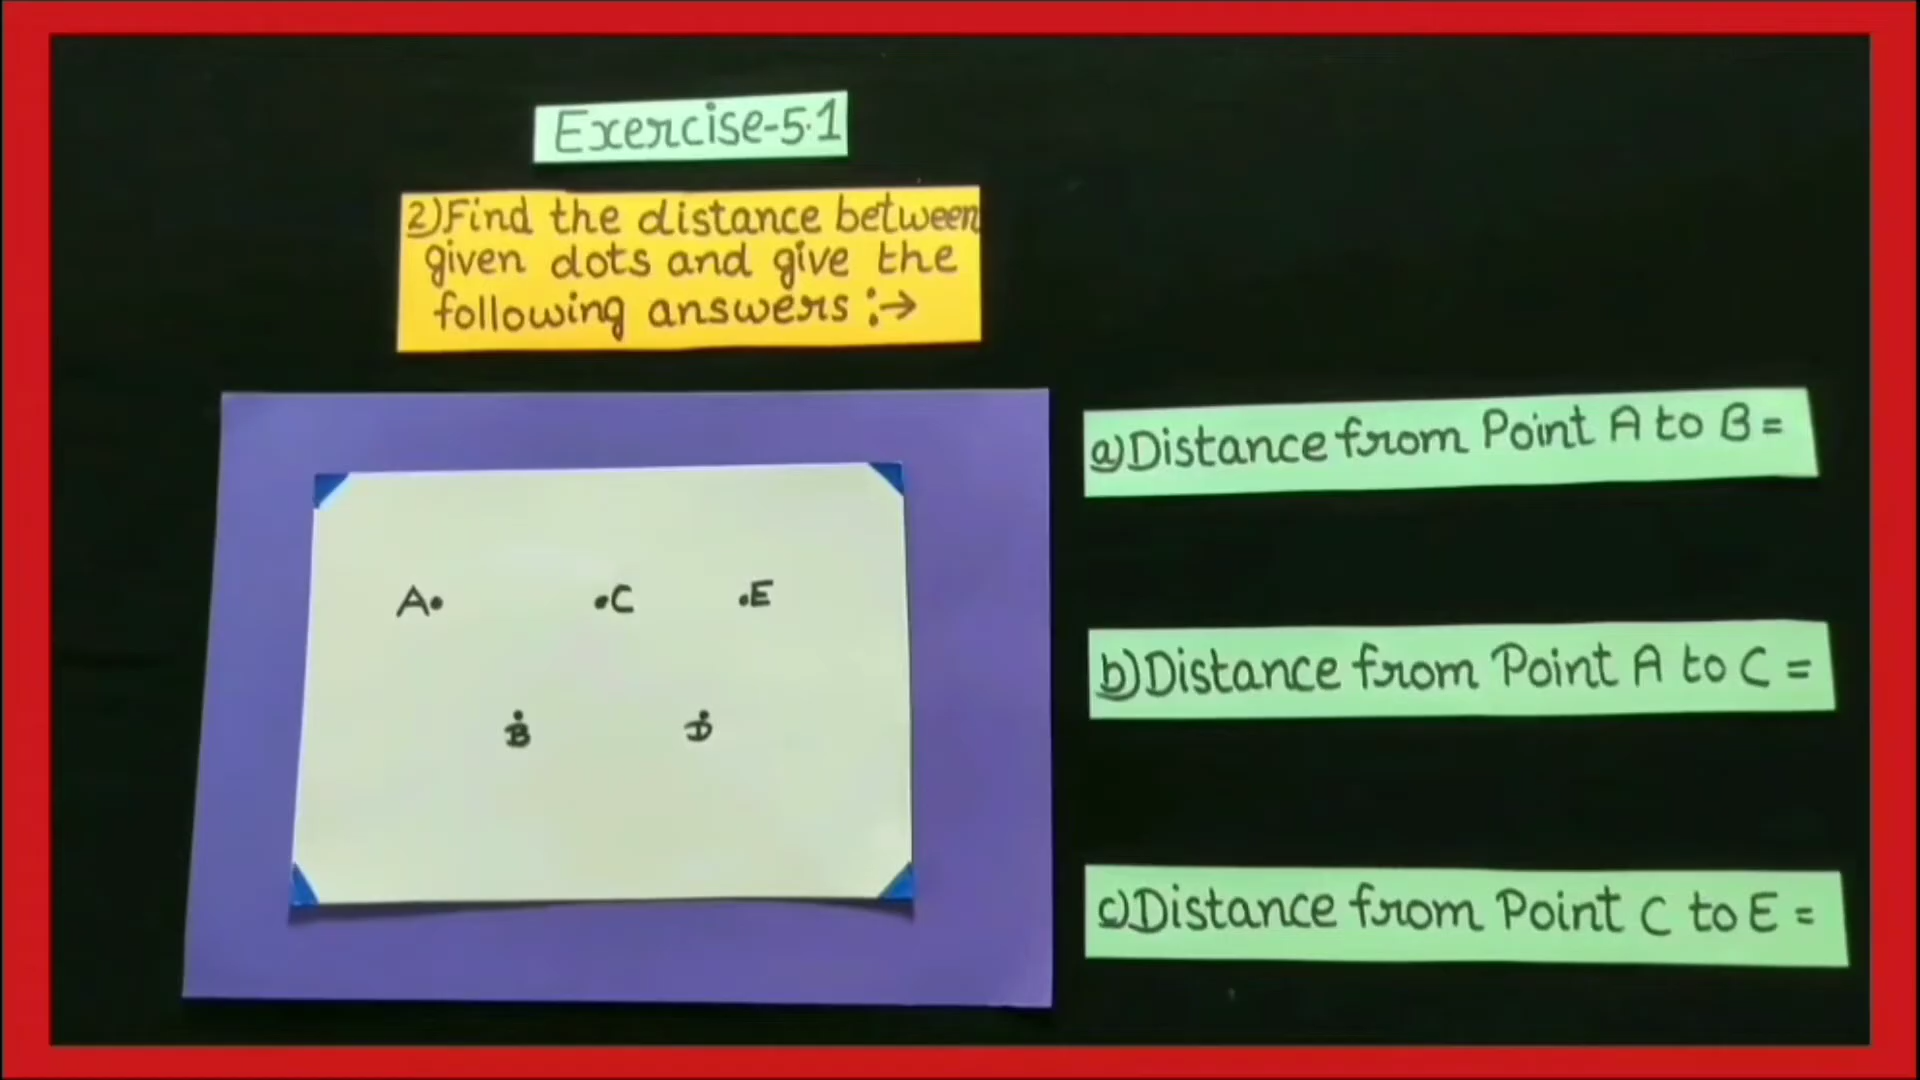 Exercise-5.1
2)Find the distance between
given dots and give the
following answers :→
a)Distance from Point A to B =
A. .C .E
b)Distance from Point A to C =
B D
c)Distance from Point C to E =